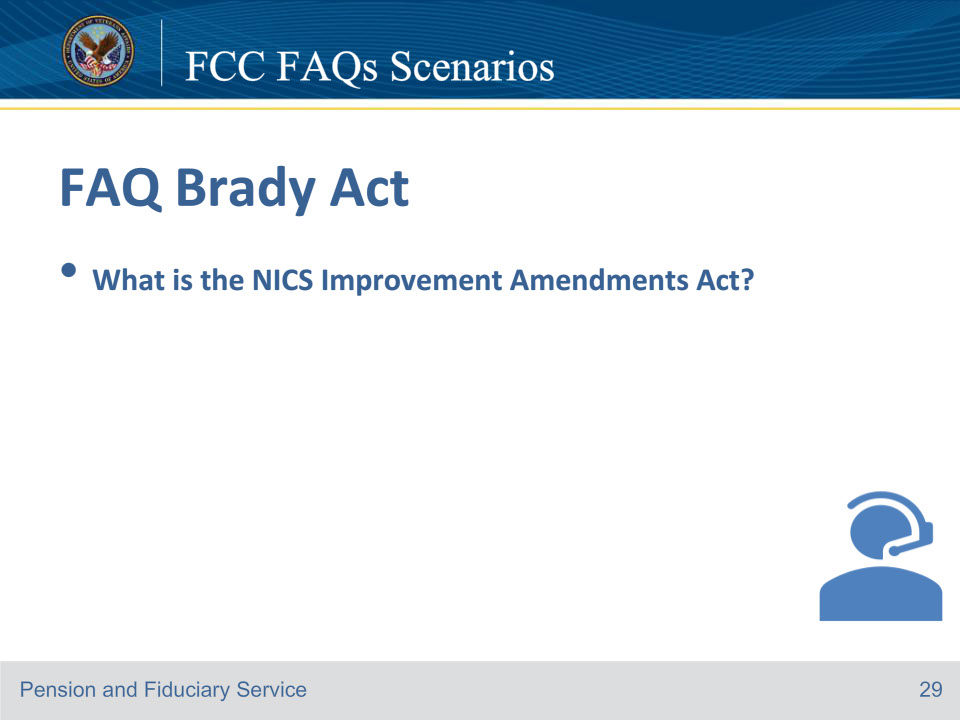 FCC FAQs Scenarios
FAQ Brady Act
• What is the NICS Improvement Amendments Act?
Pension and Fiduciary Service
29